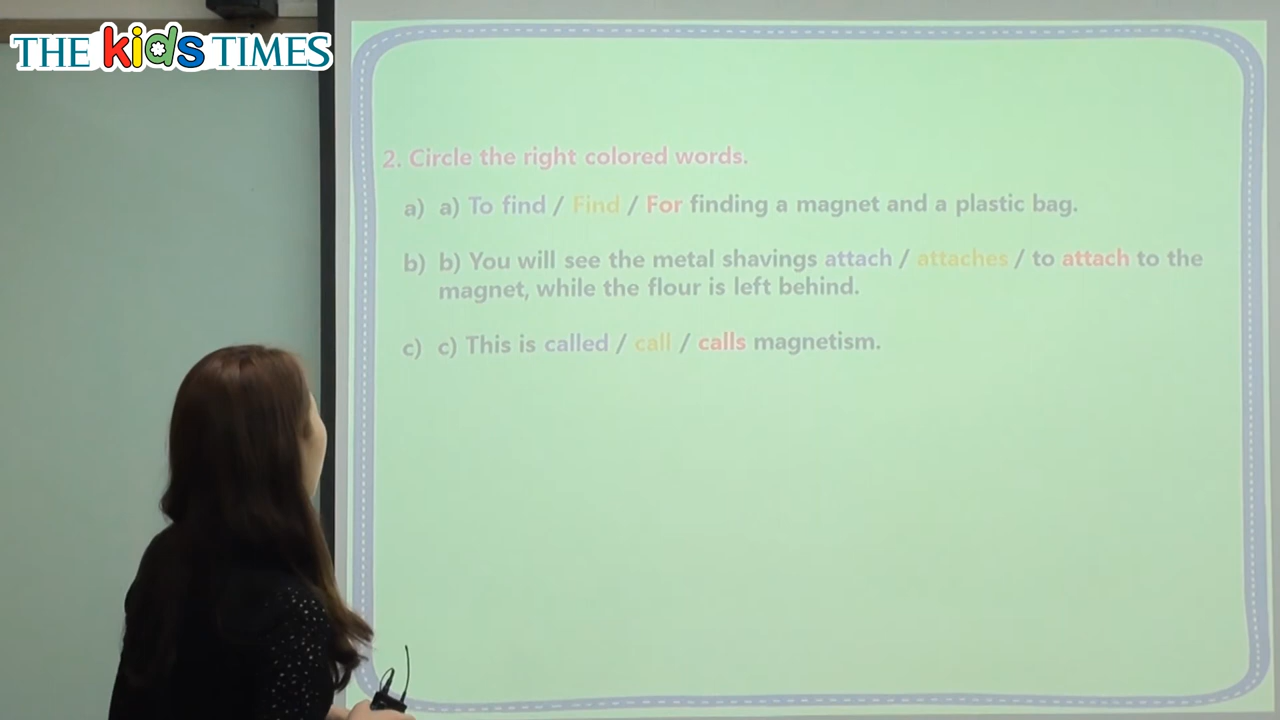 THE kids TIMES
2. Circle the right colored words.
a) a) To find / Find / For finding a magnet and a plastic bag.
b) b) You will see the metal shavings attach / attaches / to attach to the
magnet, while the flour is left behind.
c) c) This is called / call / calls magnetism.